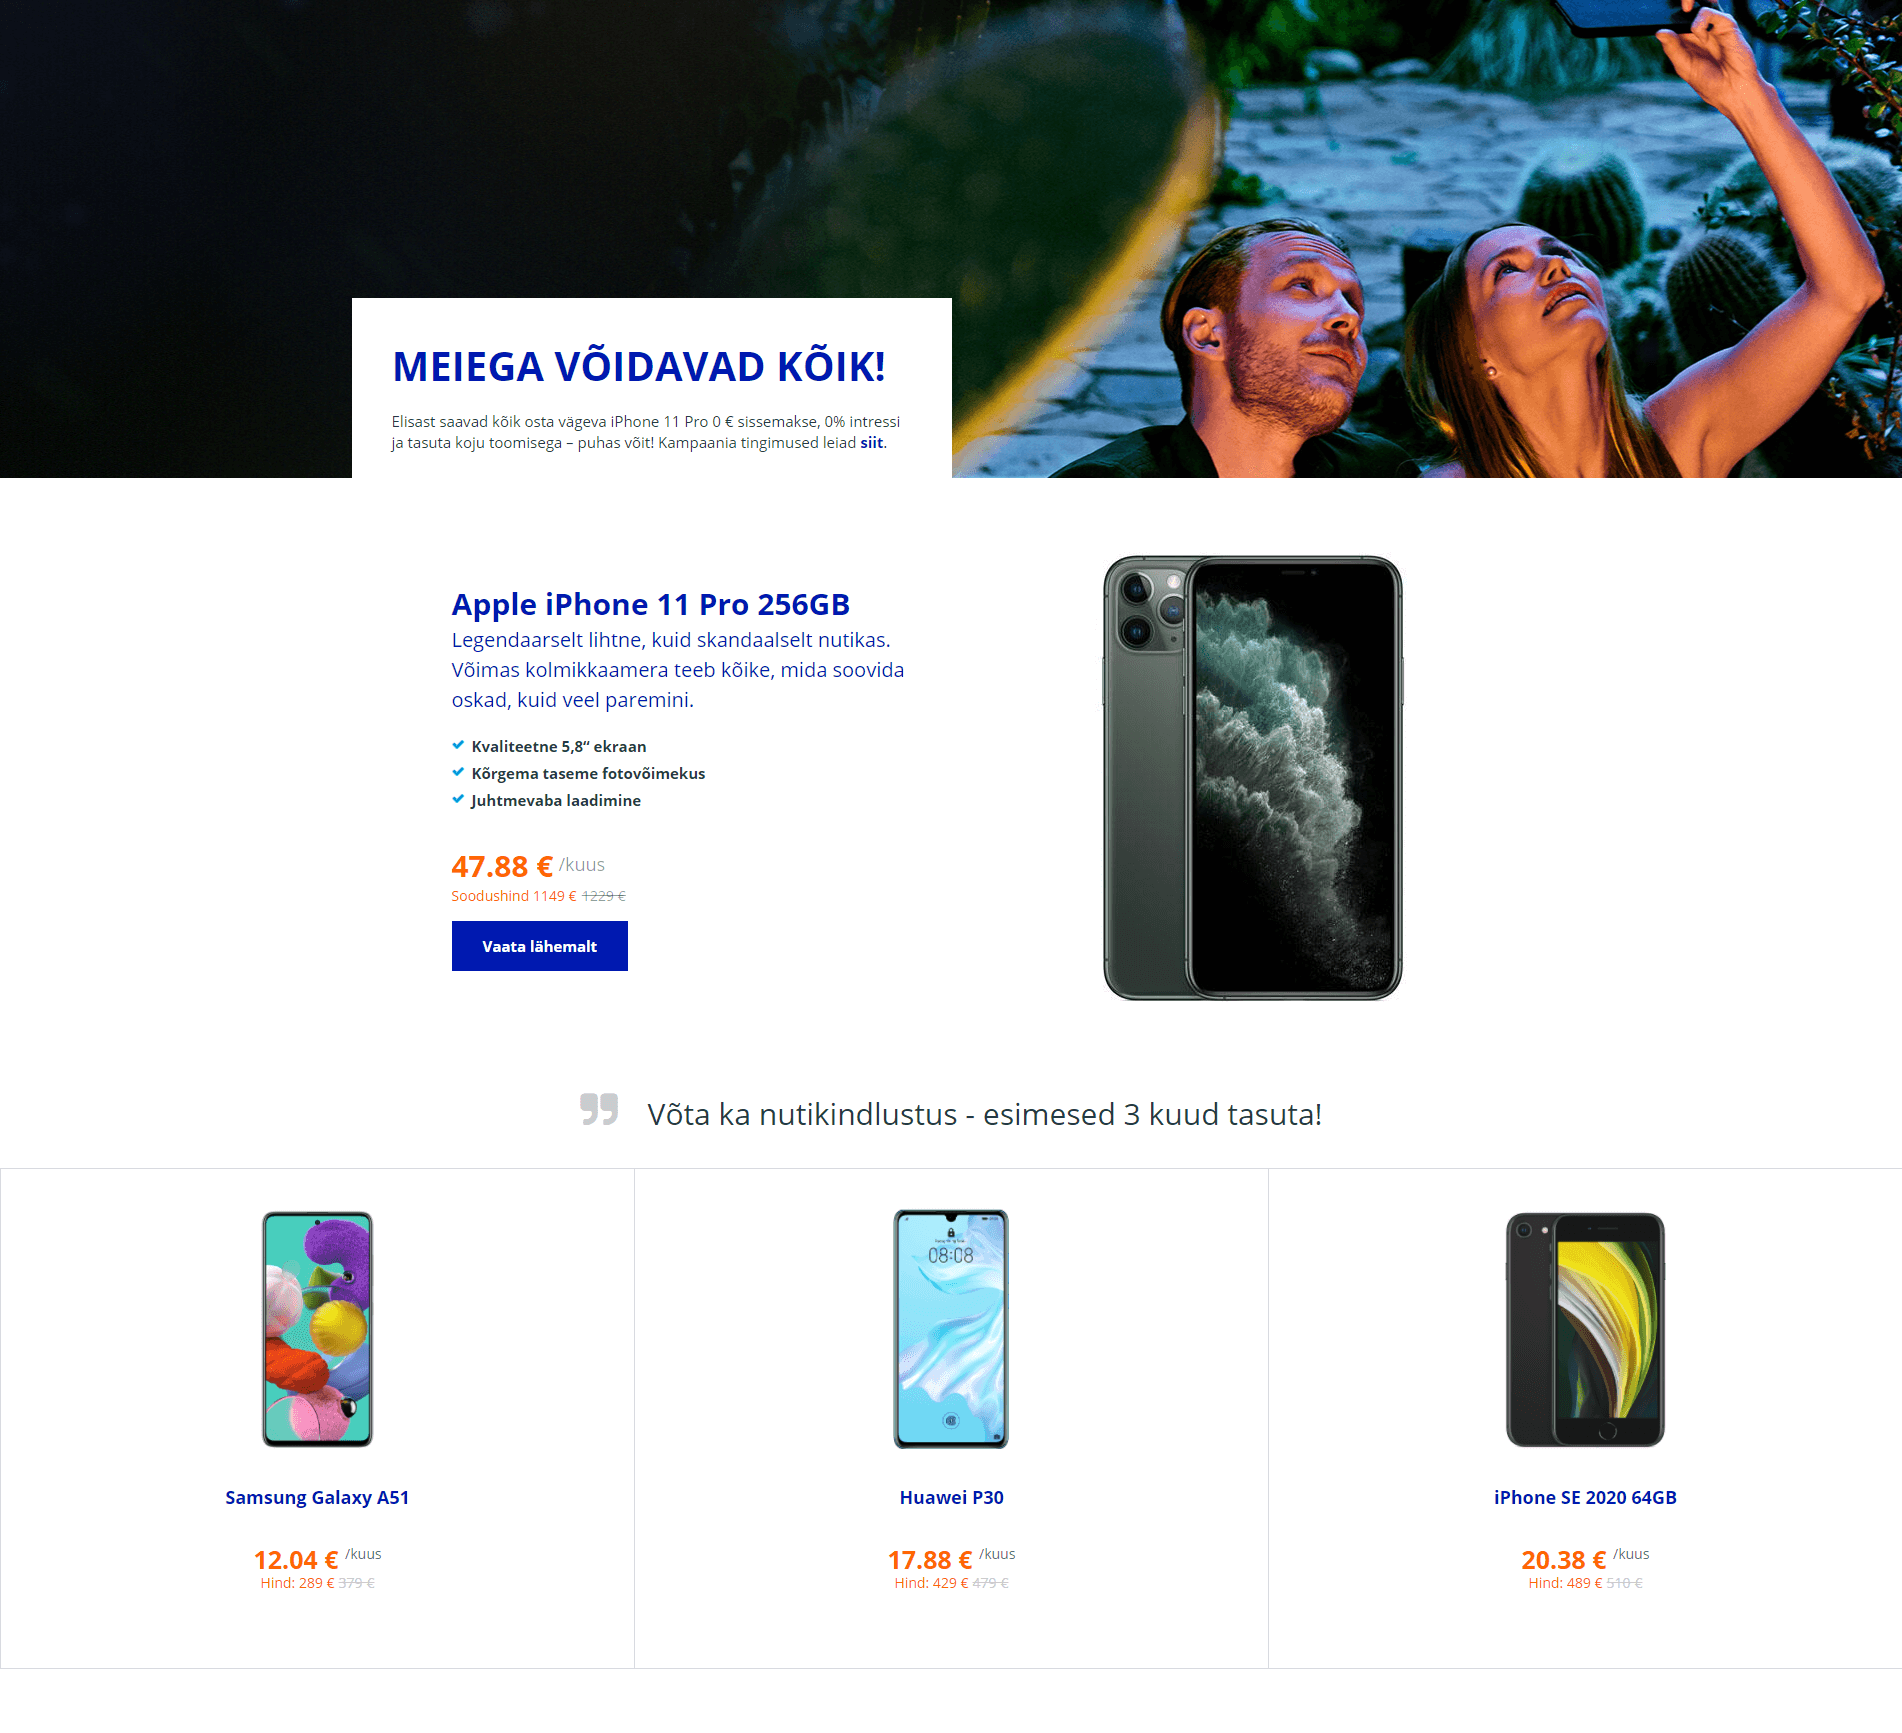 MEIEGA VÕIDAVAD KÕIK!
Elisast saavad kõik osta vägeva iPhone 11 Pro 0 € sissemakse, 0% intressi
ja tasuta koju toomisega – puhas võit! Kampaania tingimused leiad siit.
Apple iPhone 11 Pro 256GB
Legendaarselt lihtne, kuid skandaalselt nutikas.
Võimas kolmikkaamera teeb kõike, mida soovida
oskad, kuid veel paremini.
Kvaliteetne 5,8“ ekraan
Kõrgema taseme fotovõimekus
Juhtmevaba laadimine
47.88 € /kuus
Soodushind 1149 € 1229 €
Vaata lähemalt
Võta ka nutikindlustus - esimesed 3 kuud tasuta!
08:08
Samsung Galaxy A51
12.04 € /kuus
Hind: 289 € 379 €
Huawei P30
17.88 € /kuus
Hind: 429 € 479 €
iPhone SE 2020 64GB
20.38 € /kuus
Hind: 489 € 510 €